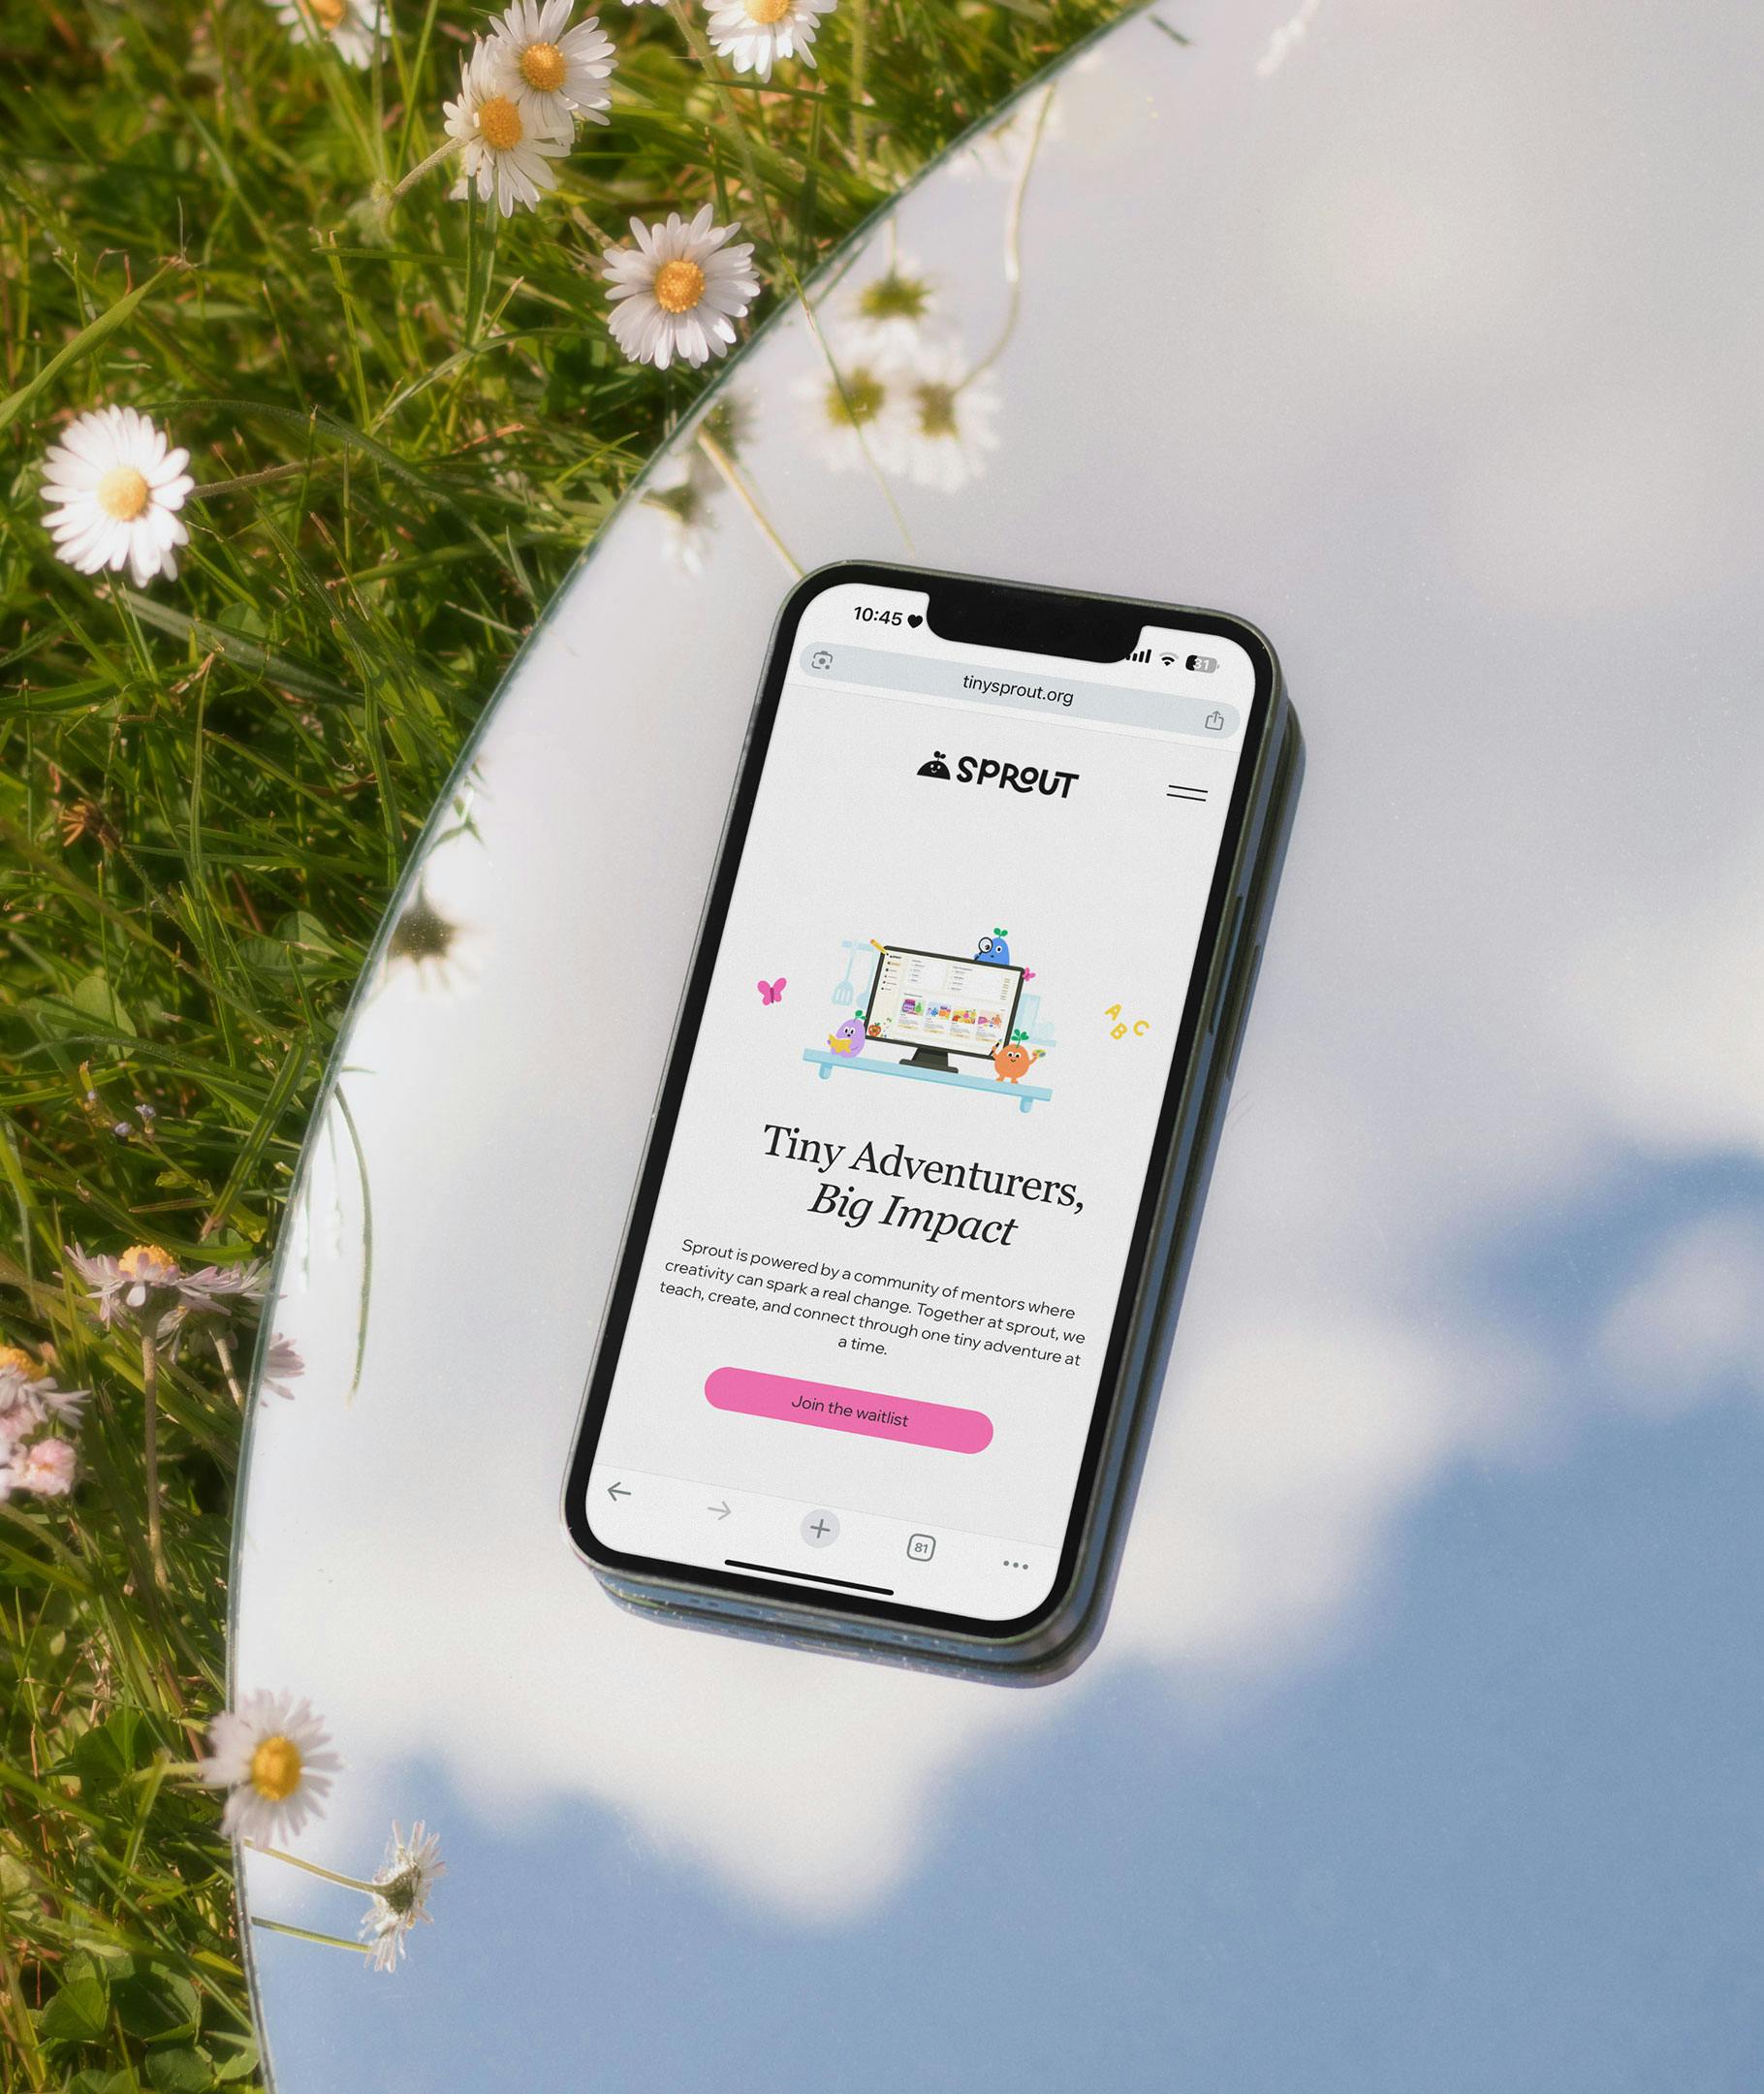 10:45
31
tinysprout.org
SPROUT
A B C
Tiny Adventurers,
Big Impact
Sprout is powered by a community of mentors where
creativity can spark a real change. Together at sprout, we
teach, create, and connect through one tiny adventure at
a time.
Join the waitlist
81